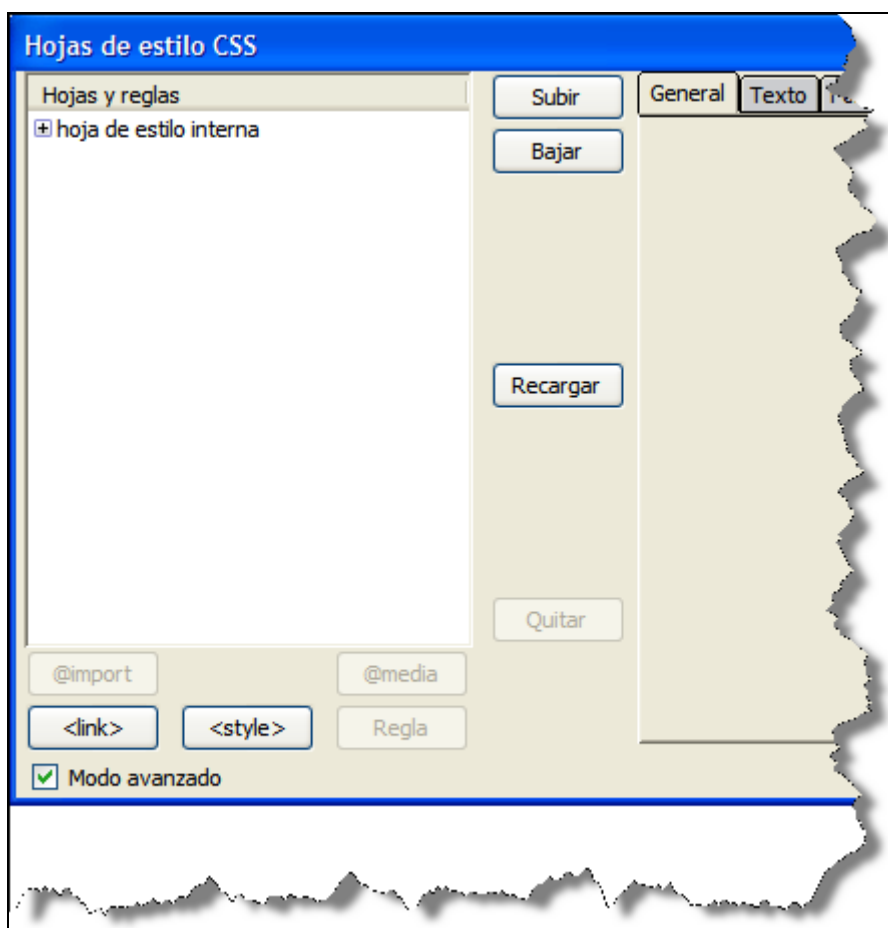 Hojas de estilo CSS
Hojas y reglas
hoja de estilo interna
Subir
Bajar
Recargar
Quitar
General
Texto
@import
@media
<link>
<style>
Regla
Modo avanzado